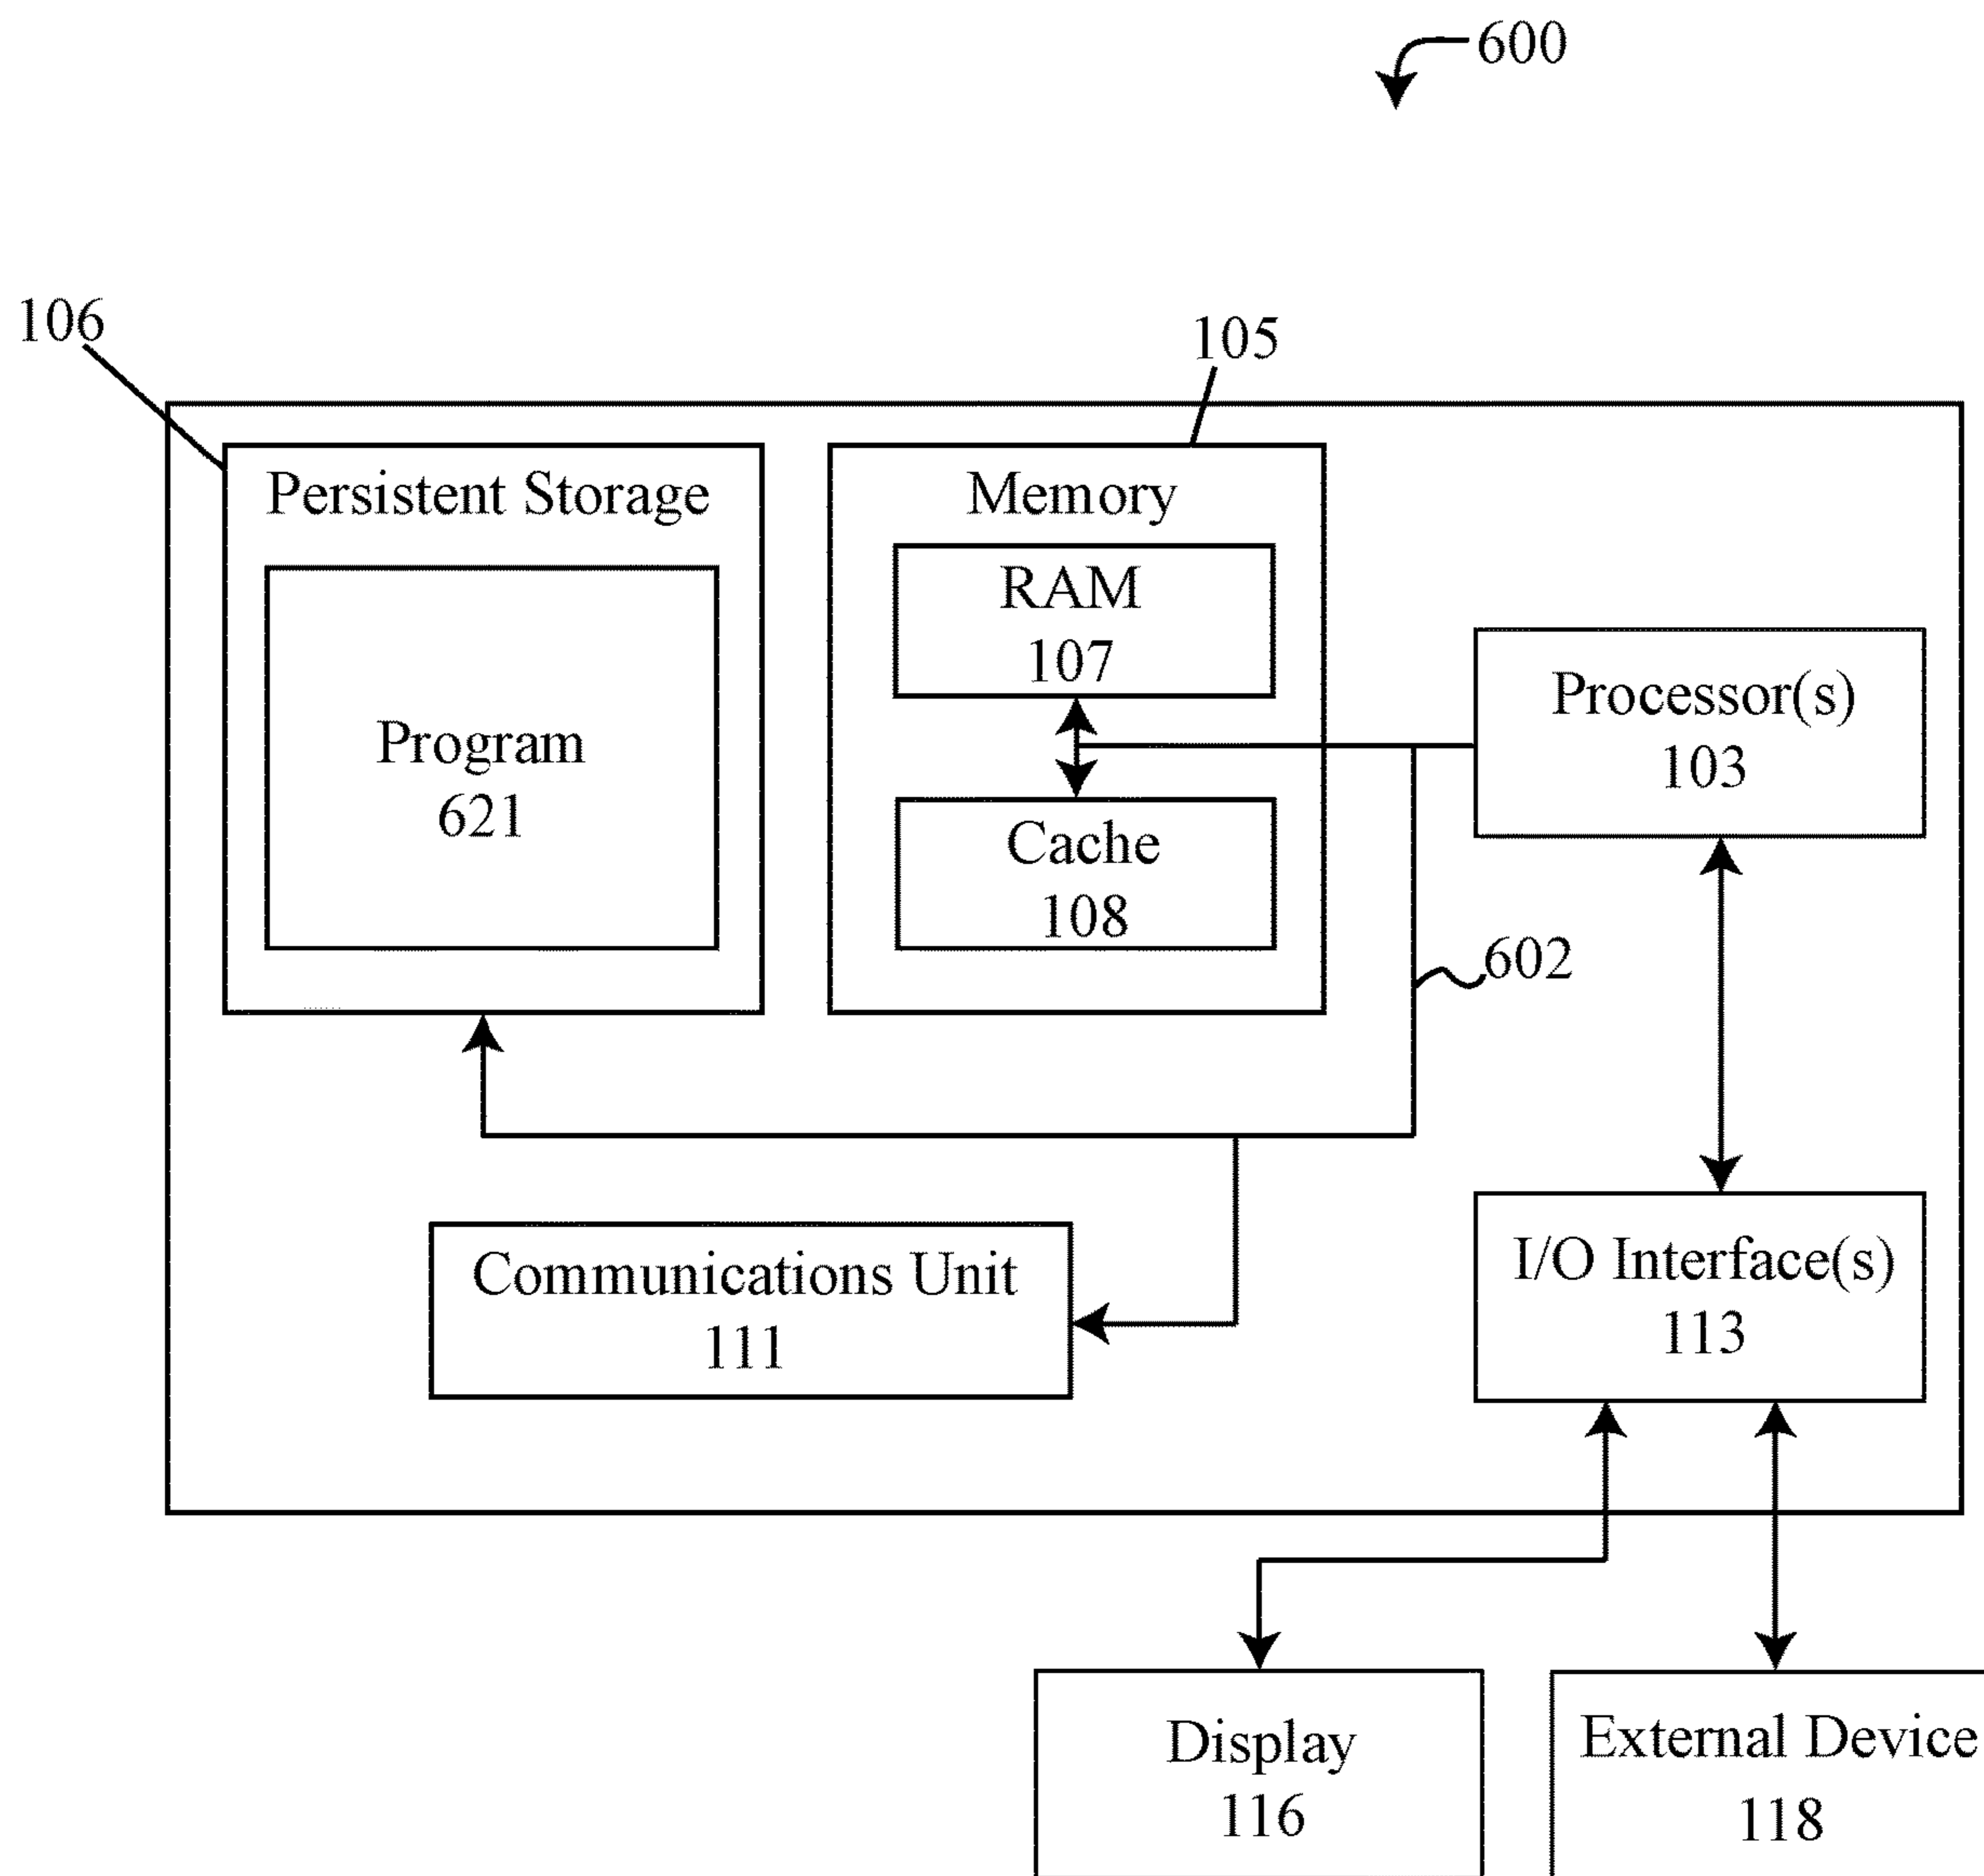 600
106
105
Persistent Storage
Memory
RAM
107
Program
621
Processor(s)
103
Cache
108
602
Communications Unit
111
I/O Interface(s)
113
Display
116
External Device
118